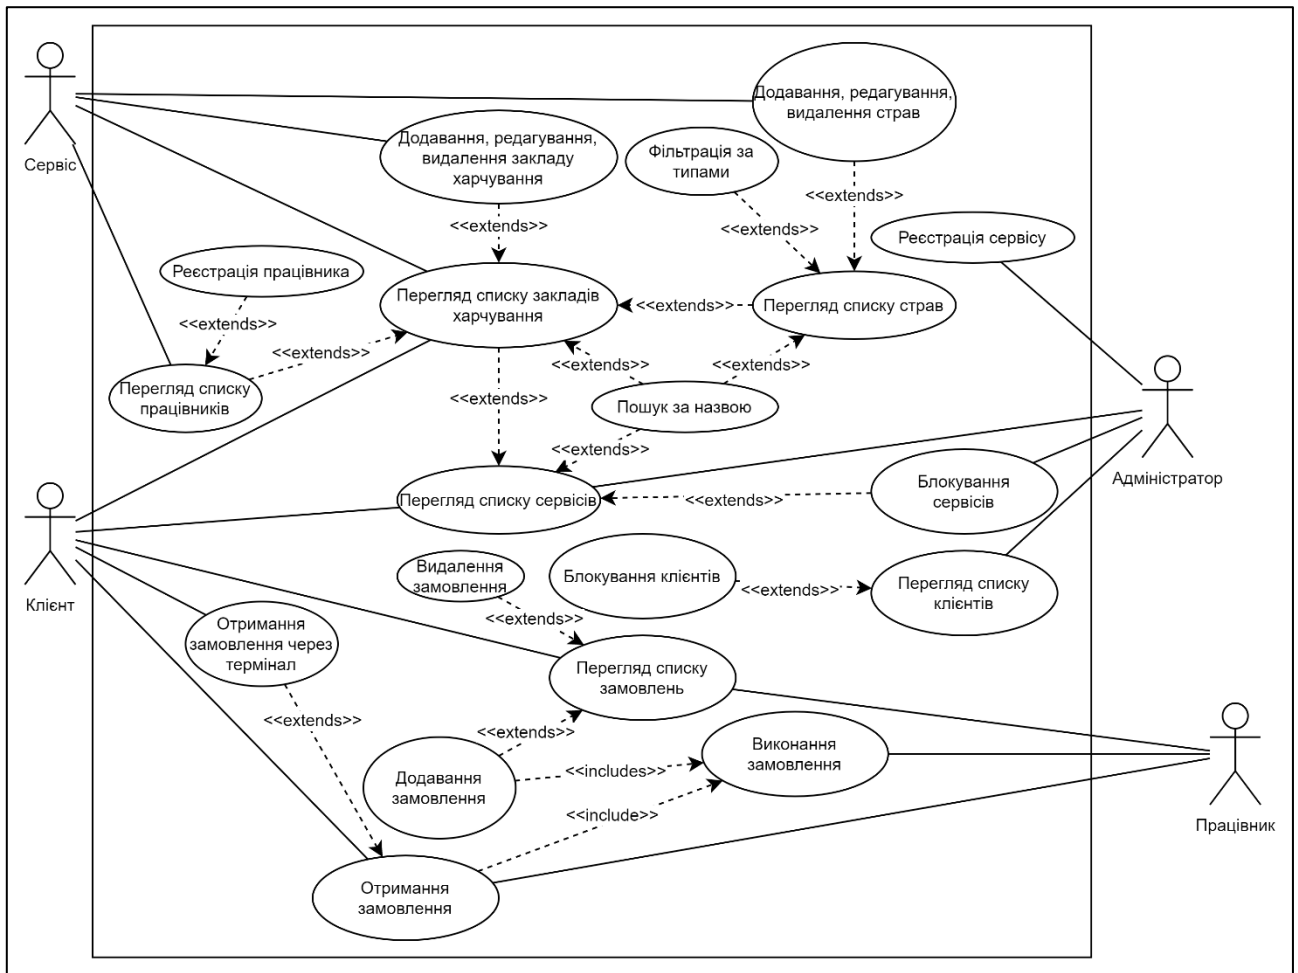 Сервіс
Додавання, редагування,
видалення страв
Додавання, редагування,
видалення закладу
харчування
Фільтрація за
типами
<<extends>>
<<extends>>
<<extends>>
Реєстрація сервісу
Реєстрація працівника
Перегляд списку закладів
харчування
<<extends>>
Перегляд списку страв
<<extends>>
<<extends>>
<<extends>>
<<extends>>
Перегляд списку
працівників
<<extends>>
Пошук за назвою
<<extends>>
Адміністратор
Перегляд списку сервісів
<<extends>>
Блокування
сервісів
Клієнт
Видалення
замовлення
Блокування клієнтів
<<extends>>
Перегляд списку
клієнтів
Отримання
замовлення через
термінал
<<extends>>
Перегляд списку
замовлень
<<extends>>
<<extends>>
Додавання
замовлення
<<includes>>
Виконання
замовлення
<<include>>
Працівник
Отримання
замовлення